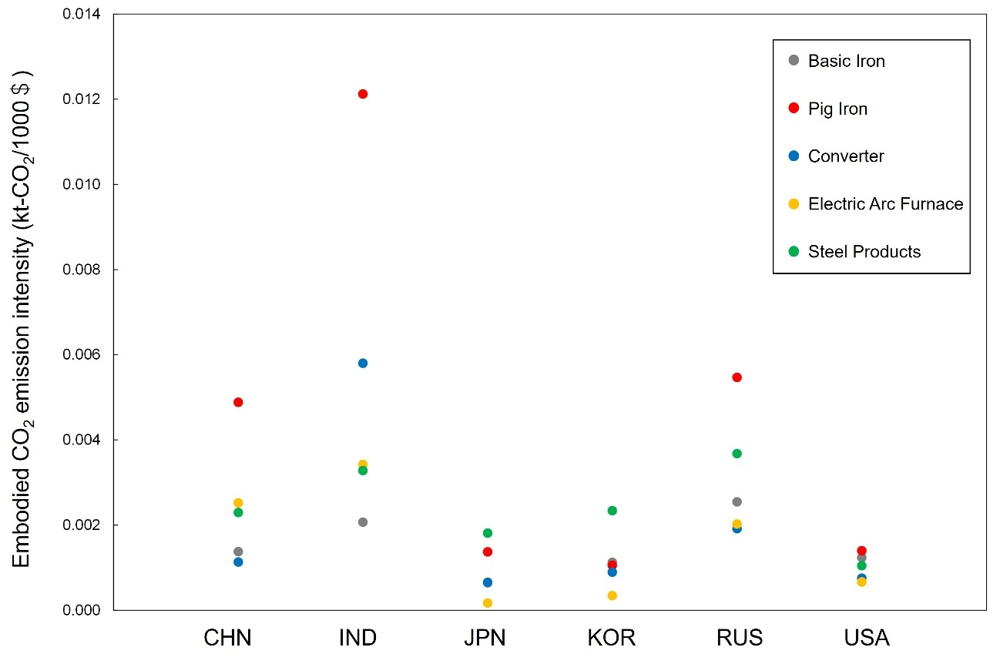 Embodied CO₂ emission intensity (kt-CO₂/1000 $ )
0.014
0.012
0.010
0.008
0.006
0.004
0.002
0.000
Basic Iron
Pig Iron
Converter
Electric Arc Furnace
Steel Products
CHN IND JPN KOR RUS USA